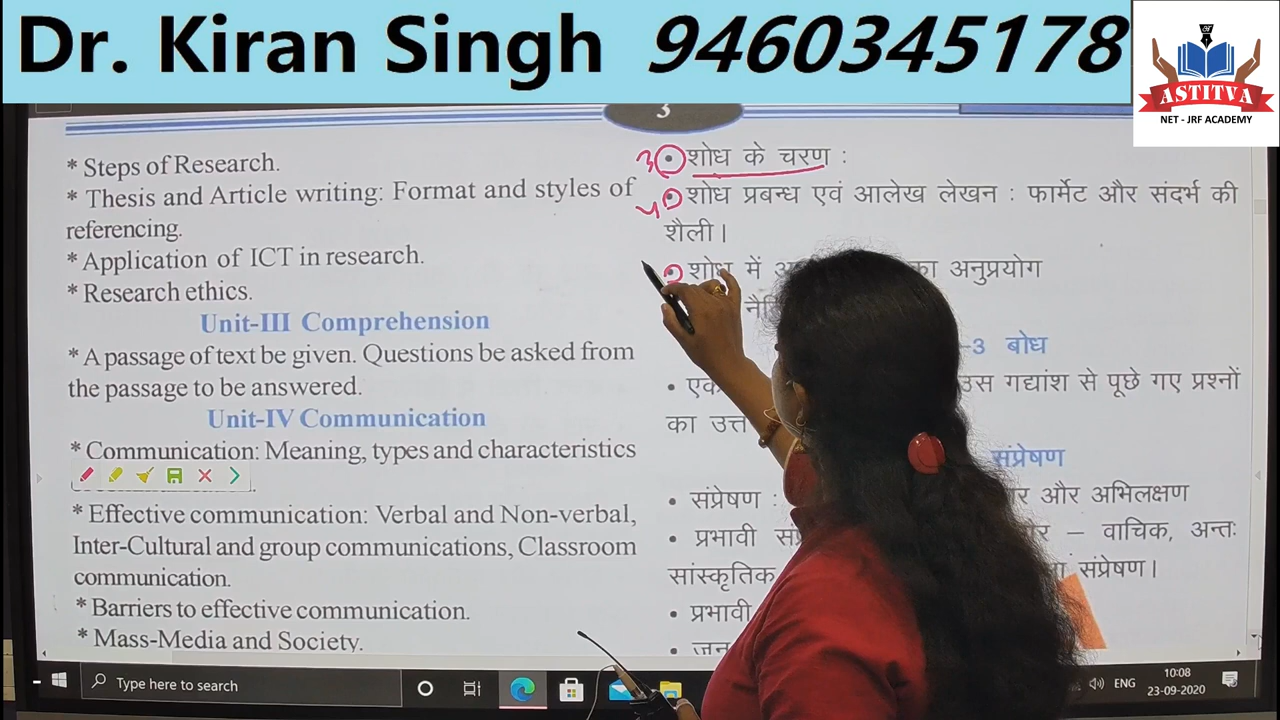 Dr. Kiran Singh 9460345178
ASTITVA
NET - JRF ACADEMY
3
* Steps of Research.
* Thesis and Article writing: Format and styles of
referencing.
* Application of ICT in research.
* Research ethics.
Unit-III Comprehension
* A passage of text be given. Questions be asked from
the passage to be answered.
Unit-IV Communication
* Communication: Meaning, types and characteristics
* Effective communication: Verbal and Non-verbal,
Inter-Cultural and group communications, Classroom
communication.
* Barriers to effective communication.
* Mass-Media and Society.
3 • शोध के चरण :
4 • शोध प्रबन्ध एवं आलेख लेखन : फार्मेट और संदर्भ की
शैली।
• शोध में का अनुप्रयोग
-3 बोध
• एक उस गद्यांश से पूछे गए प्रश्नों
का उत्त
संप्रेषण
• संप्रेषण : और अभिलक्षण
• प्रभावी – वाचिक, अन्तः
सांस्कृतिक संप्रेषण।
• प्रभावी
• जन
Type here to search
ENG
10:08
23-09-2020